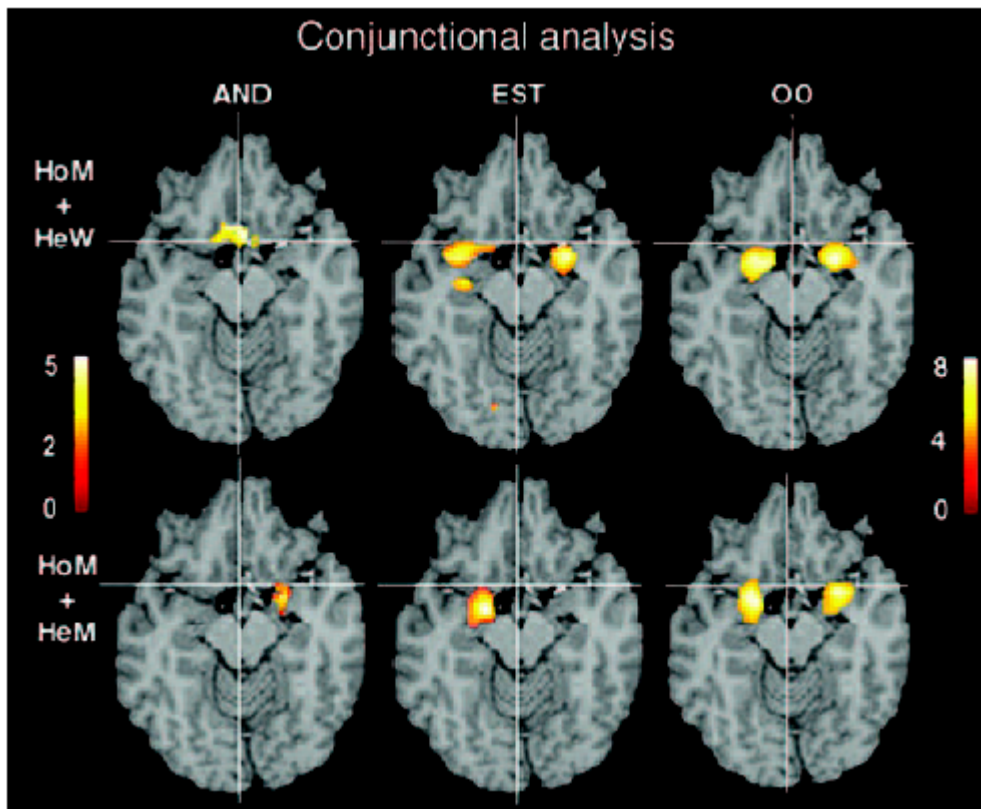 Conjunctional analysis
AND EST OO
HoM
+
HeW
5
2
0
8
4
0
HoM
+
HeM